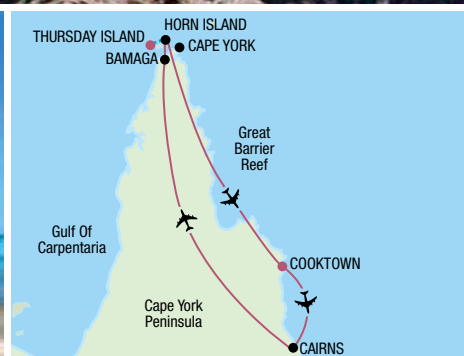 HORN ISLAND
THURSDAY ISLAND
CAPE YORK
BAMAGA
Great
Barrier
Reef
Gulf Of
Carpentaria
COOKTOWN
Cape York
Peninsula
CAIRNS